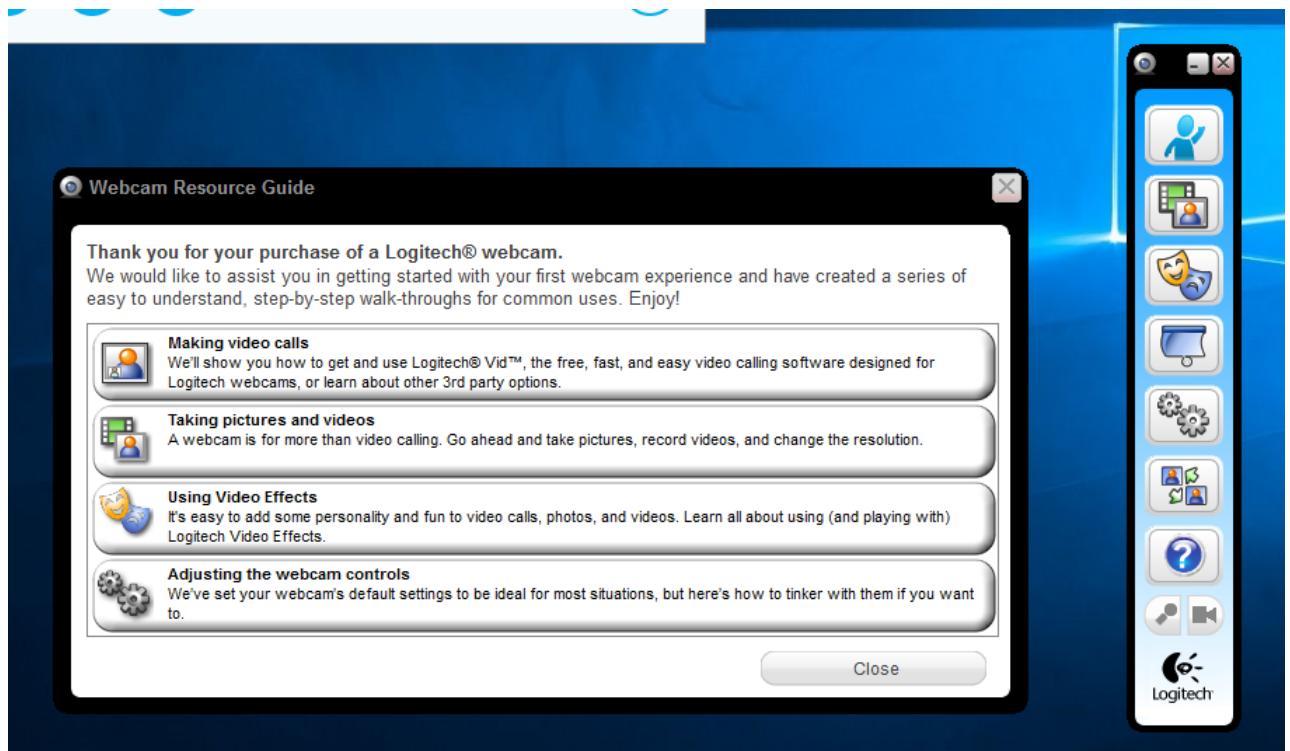 Webcam Resource Guide
Thank you for your purchase of a Logitech® webcam.
We would like to assist you in getting started with your first webcam experience and have created a series of
easy to understand, step-by-step walk-throughs for common uses. Enjoy!
Making video calls
We'll show you how to get and use Logitech® Vid™, the free, fast, and easy video calling software designed for
Logitech webcams, or learn about other 3rd party options.
Taking pictures and videos
A webcam is for more than video calling. Go ahead and take pictures, record videos, and change the resolution.
Using Video Effects
It's easy to add some personality and fun to video calls, photos, and videos. Learn all about using (and playing with)
Logitech Video Effects.
Adjusting the webcam controls
We've set your webcam's default settings to be ideal for most situations, but here's how to tinker with them if you want
to.
Close
Logitech